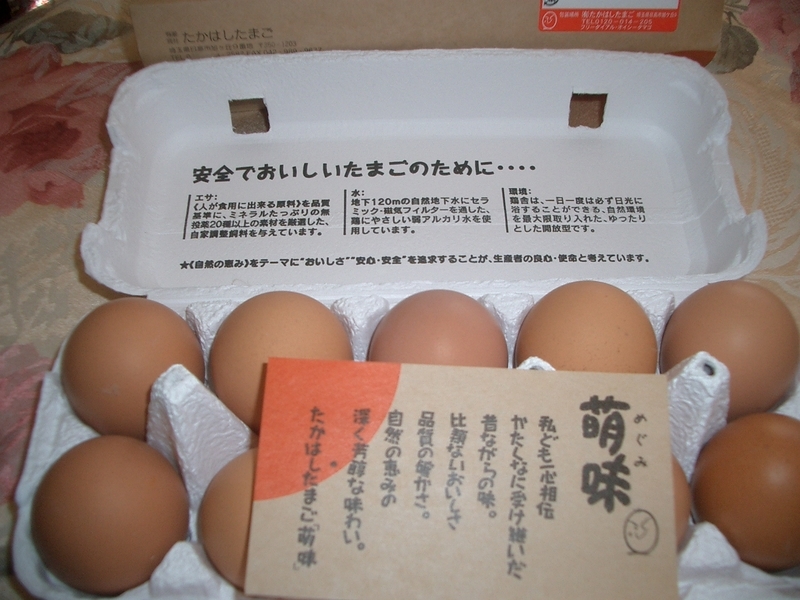 たかはしたまご
㈲たかはしたまご
TEL0120-014-205
安全でおいしいたまごのために・・・・
エサ:
《人が食用に出来る原料》を品質
基準に、ミネラルたっぷりの無
投薬20種以上の素材を厳選した、
自家調整飼料を与えています。
水:
地下120mの自然地下水にセラ
ミック・磁気フィルターを通した、
鶏にやさしい弱アルカリ水を使
用しています。
環境:
鶏舎は、一日一度は必ず日光に
浴することができる、自然環境
を最大限取り入れた、ゆったり
とした開放型です。
★《自然の恵み》をテーマに“おいしさ”“安心・安全”を追求することが、生産者の良心・使命と考えています。
めぐみ
萌味
私ども一心相伝
かたくなに受け継いだ
昔ながらの味。
比類ないおいしさ
品質の確かさ。
自然の恵みの
深く芳醇な味わい。
たかはしたまご「萌味」